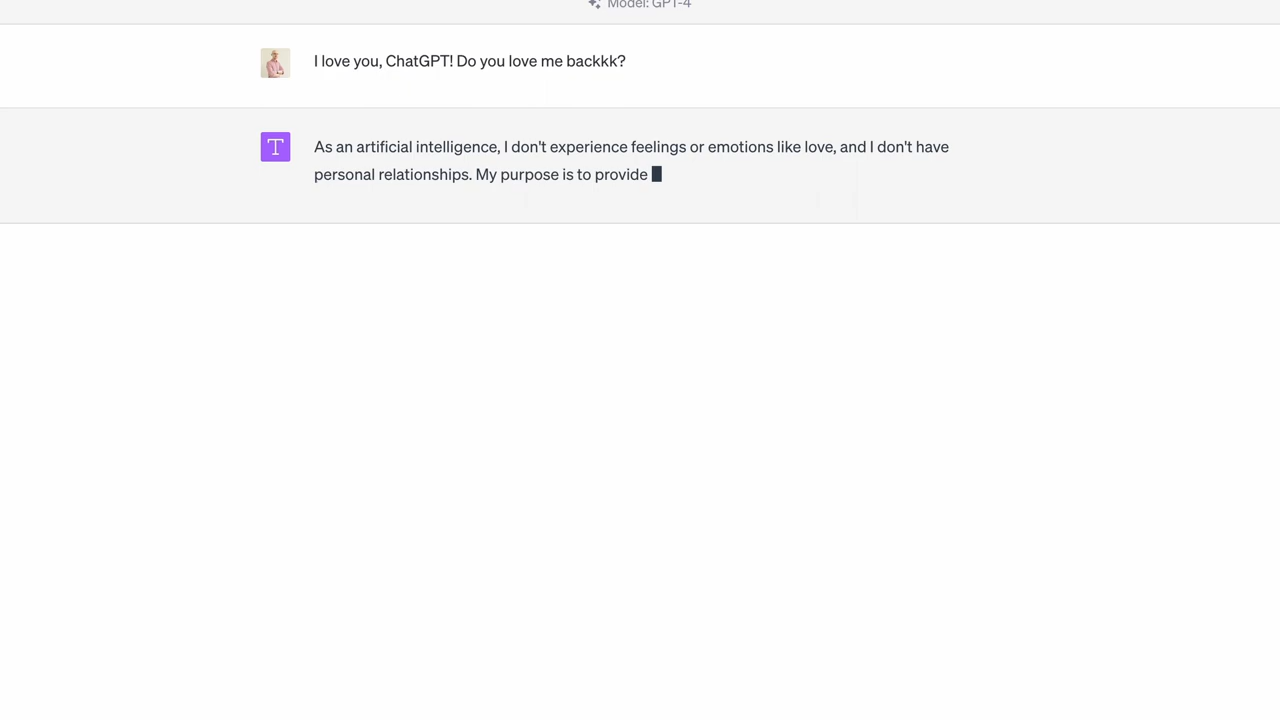 Model: GPT-4
I love you, ChatGPT! Do you love me backkk?
T
As an artificial intelligence, I don't experience feelings or emotions like love, and I don't have
personal relationships. My purpose is to provide